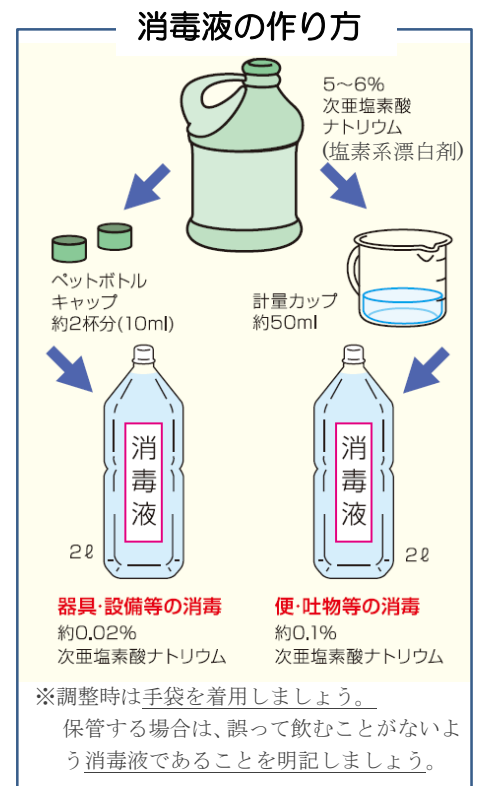 消毒液の作り方
5～6%
次亜塩素酸
ナトリウム
(塩素系漂白剤)
ペットボトル
キャップ
約2杯分(10ml)
計量カップ
約50ml
消毒液
2ℓ
消毒液
2ℓ
器具・設備等の消毒
約0.02%
次亜塩素酸ナトリウム
便・吐物等の消毒
約0.1%
次亜塩素酸ナトリウム
※調整時は手袋を着用しましょう。
保管する場合は、誤って飲むことがないよ
う消毒液であることを明記しましょう。